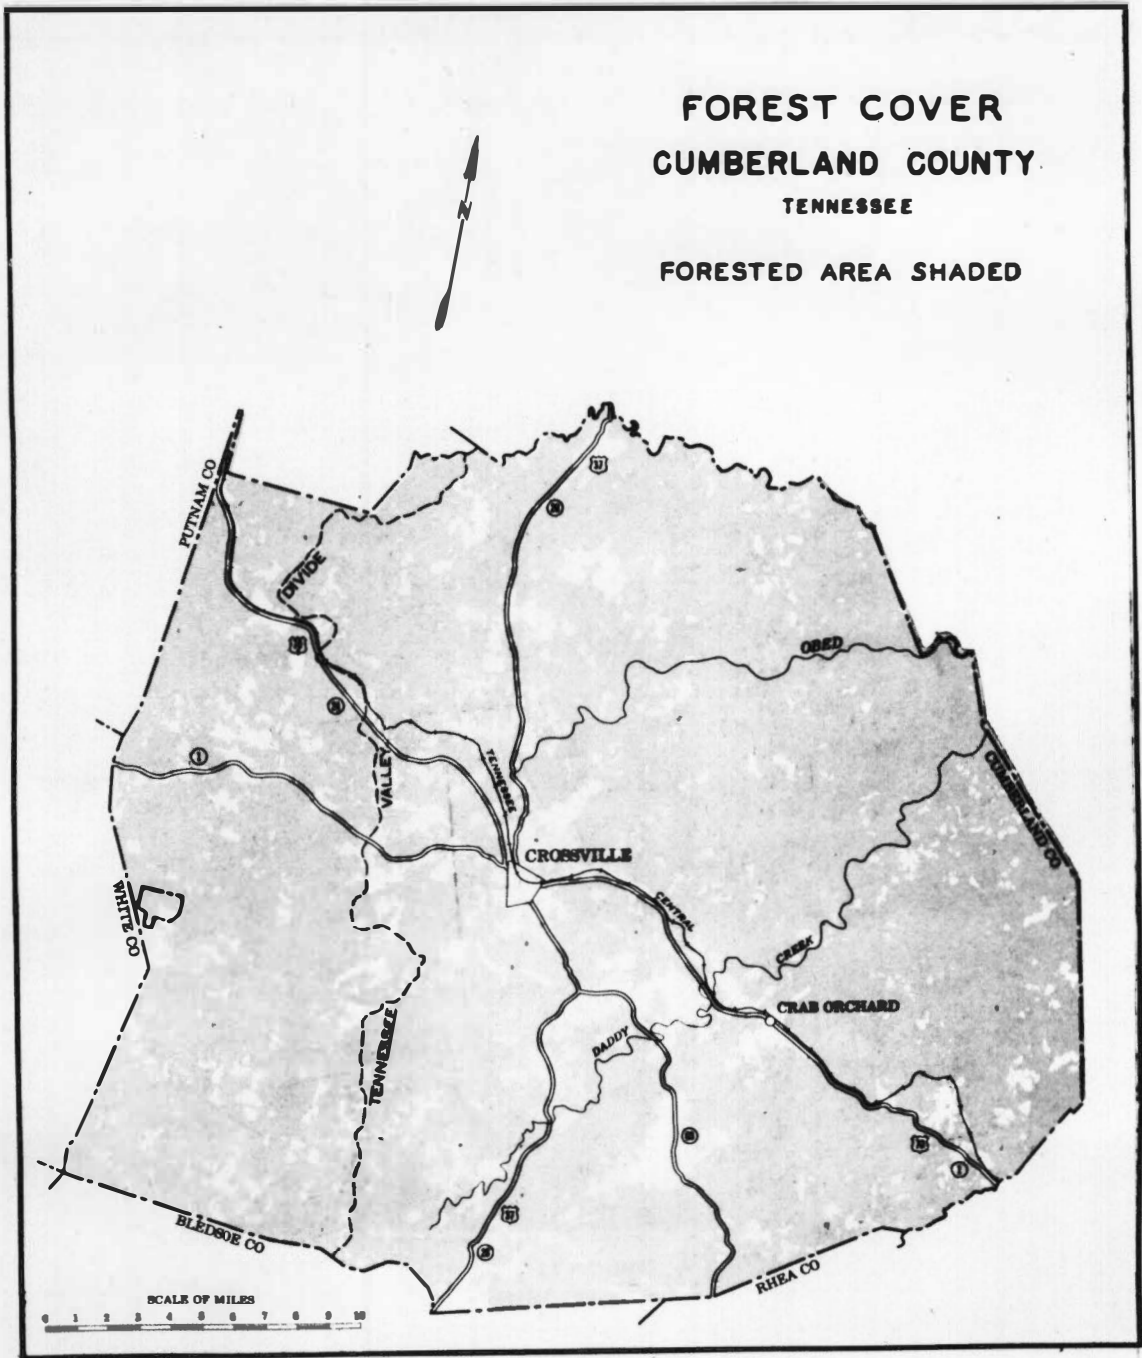 FOREST COVER
CUMBERLAND COUNTY
TENNESSEE
FORESTED AREA SHADED
N
PUTNAM CO
DIVIDE
OBED
1
VALLEY
TENNESSEE
CUMBERLAND CO
CROSSVILLE
WHITE CO
CENTRAL
CREEK
CRAB ORCHARD
DADDY
TENNESSEE
1
BLEDSOE CO
RHEA CO
SCALE OF MILES
0 1 2 3 4 5 6 7 8 9 10